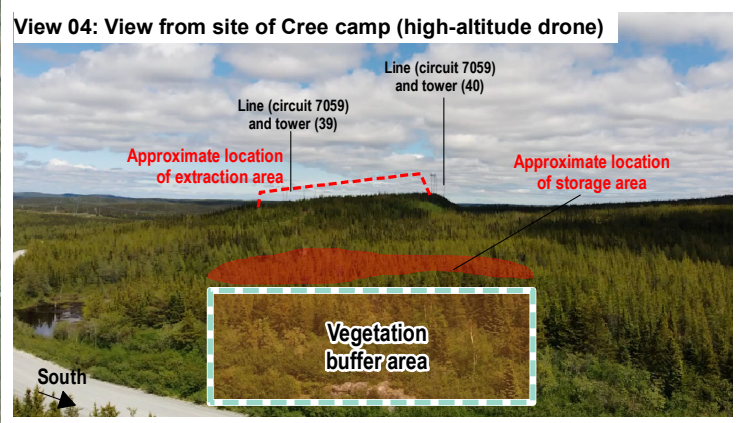 View 04: View from site of Cree camp (high-altitude drone)
Line (circuit 7059)
and tower (40)
Line (circuit 7059)
and tower (39)
Approximate location
of extraction area
Approximate location
of storage area
Vegetation
buffer area
South